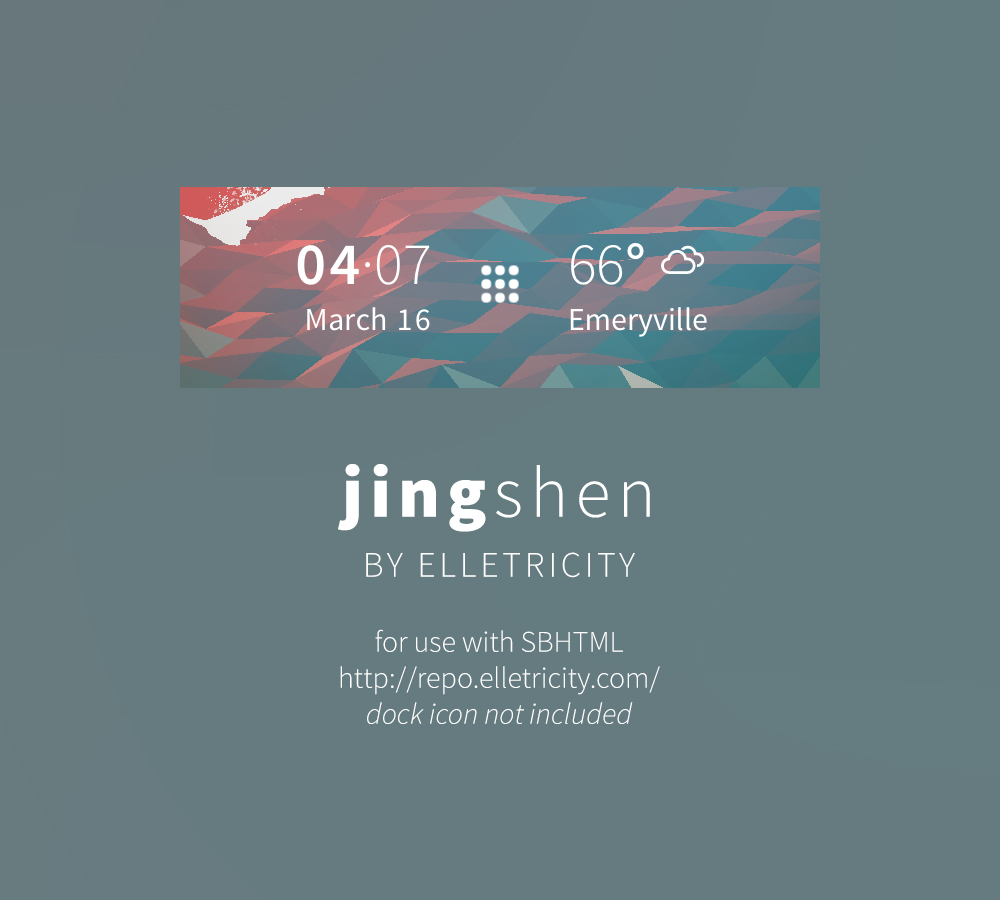 04·07
March 16
66°
Emeryville
jingshen
BY ELLETRICITY
for use with SBHTML
http://repo.elletricity.com/
dock icon not included